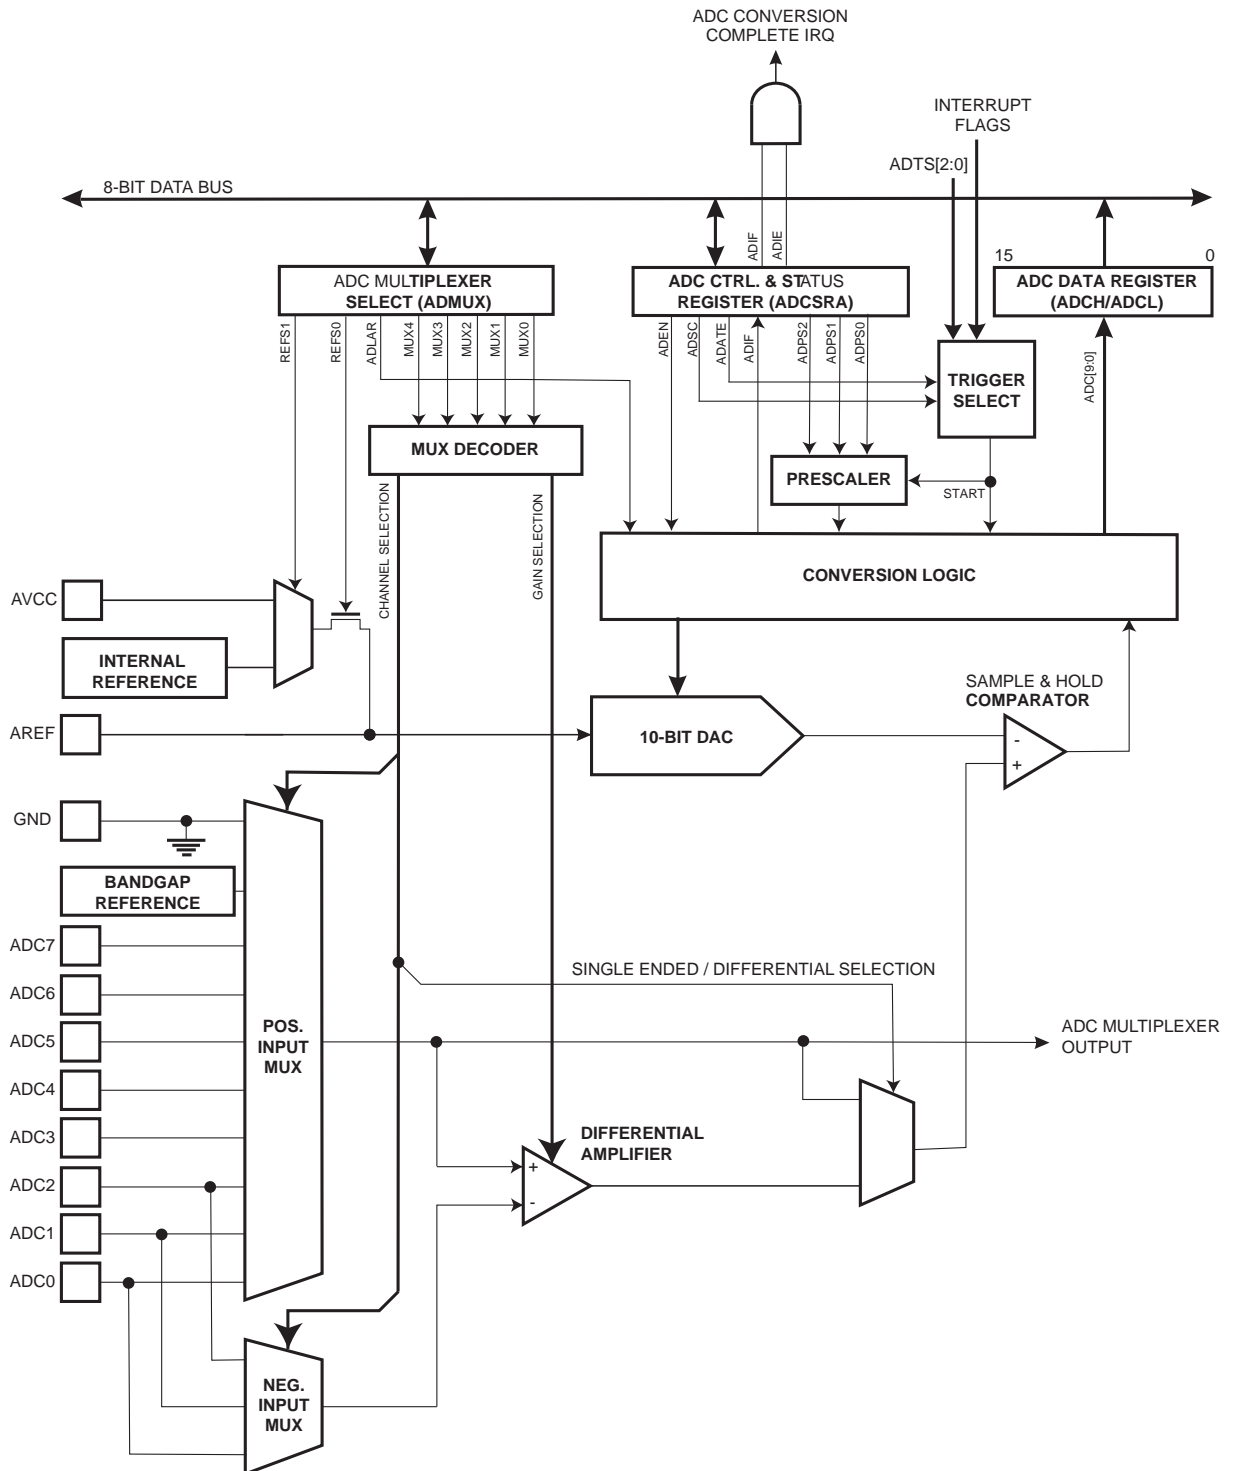 ADC CONVERSION
COMPLETE IRQ
INTERRUPT
FLAGS
ADTS[2:0]
8-BIT DATA BUS
ADIF
ADIE
15
0
ADC MULTIPLEXER
SELECT (ADMUX)
ADC CTRL. & STATUS
REGISTER (ADCSRA)
ADC DATA REGISTER
(ADCH/ADCL)
REFS1
REFS0
ADLAR
MUX4
MUX3
MUX2
MUX1
MUX0
ADEN
ADSC
ADATE
ADIF
ADPS2
ADPS1
ADPS0
ADC[9:0]
TRIGGER
SELECT
MUX DECODER
PRESCALER
START
CHANNEL SELECTION
GAIN SELECTION
CONVERSION LOGIC
AVCC
INTERNAL
REFERENCE
SAMPLE & HOLD
COMPARATOR
AREF
10-BIT DAC
-
+
GND
BANDGAP
REFERENCE
ADC7
SINGLE ENDED / DIFFERENTIAL SELECTION
ADC6
ADC5
POS.
INPUT
MUX
ADC MULTIPLEXER
OUTPUT
ADC4
ADC3
DIFFERENTIAL
AMPLIFIER
+
-
ADC2
ADC1
ADC0
NEG.
INPUT
MUX